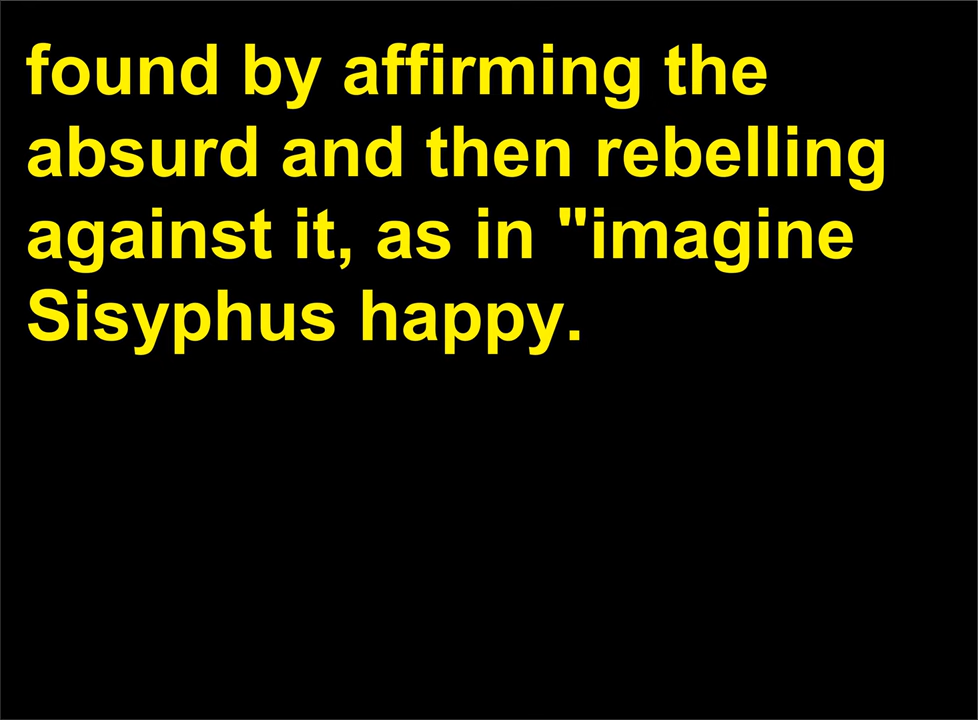 found by affirming the
absurd and then rebelling
against it, as in "imagine
Sisyphus happy.